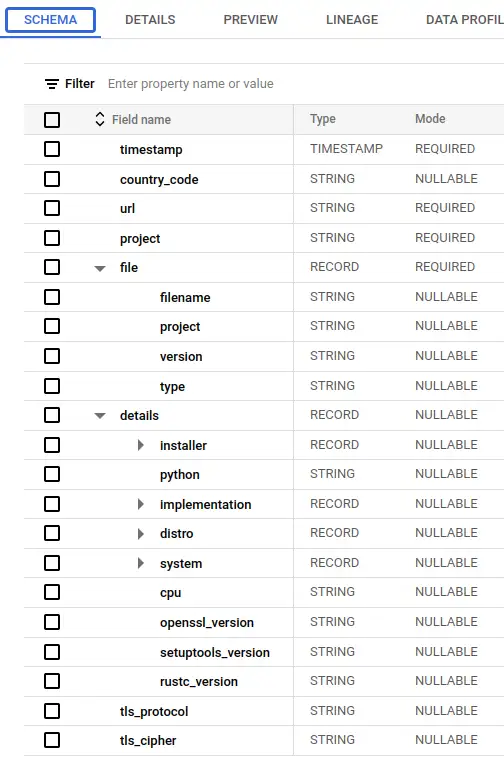 SCHEMA DETAILS PREVIEW LINEAGE DATA PROFIL
Filter Enter property name or value
Field name Type Mode
timestamp TIMESTAMP REQUIRED
country_code STRING NULLABLE
url STRING REQUIRED
project STRING REQUIRED
file RECORD REQUIRED
filename STRING NULLABLE
project STRING NULLABLE
version STRING NULLABLE
type STRING NULLABLE
details RECORD NULLABLE
installer RECORD NULLABLE
python STRING NULLABLE
implementation RECORD NULLABLE
distro RECORD NULLABLE
system RECORD NULLABLE
cpu STRING NULLABLE
openssl_version STRING NULLABLE
setuptools_version STRING NULLABLE
rustc_version STRING NULLABLE
tls_protocol STRING NULLABLE
tls_cipher STRING NULLABLE